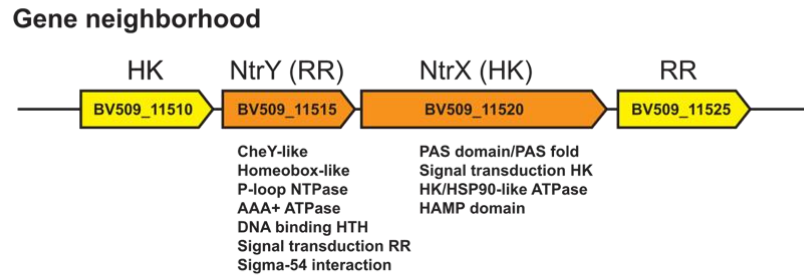 Gene neighborhood
HK NtrY (RR) NtrX (HK) RR
BV509_11510 BV509_11515 BV509_11520 BV509_11525
CheY-like PAS domain/PAS fold
Homeobox-like Signal transduction HK
P-loop NTPase HK/HSP90-like ATPase
AAA+ ATPase HAMP domain
DNA binding HTH
Signal transduction RR
Sigma-54 interaction